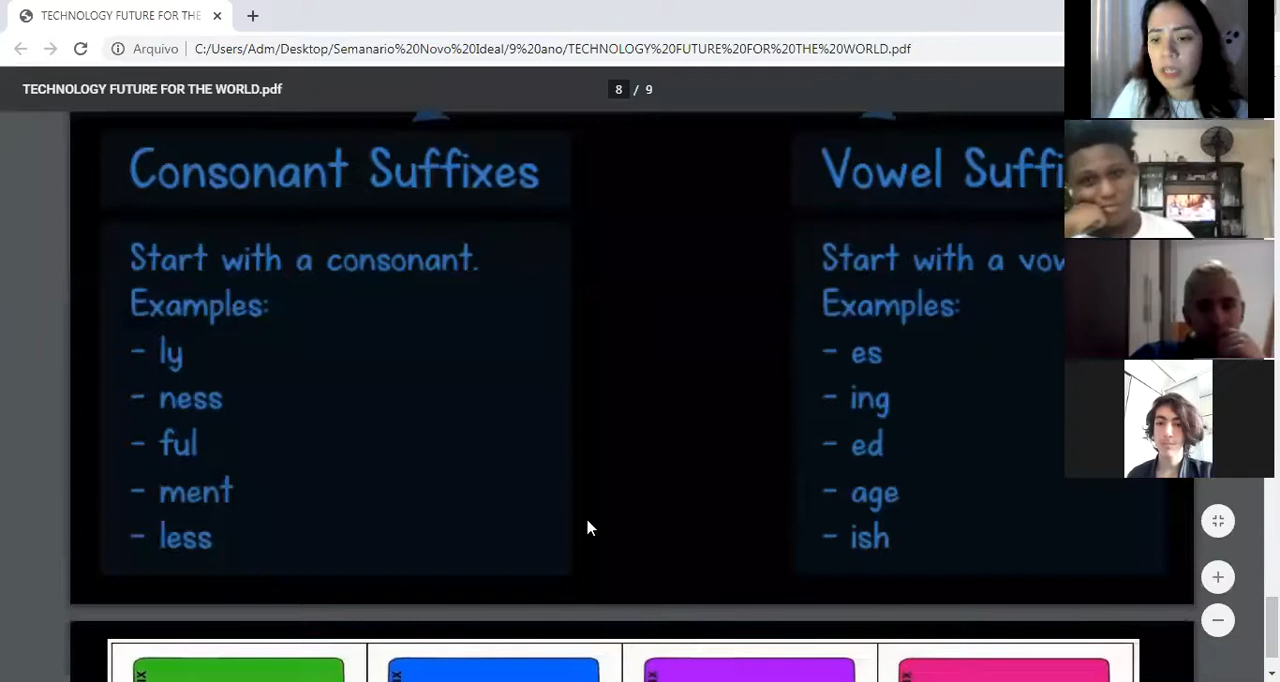 TECHNOLOGY FUTURE FOR THE
Arquivo
C:/Users/Adm/Desktop/Semanario%20Novo%20Ideal/9%20ano/TECHNOLOGY%20FUTURE%20FOR%20THE%20WORLD.pdf
TECHNOLOGY FUTURE FOR THE WORLD.pdf
8 / 9
Consonant Suffixes
Start with a consonant.
Examples:
- ly
- ness
- ful
- ment
- less
Vowel Suffi
Start with a vow
Examples:
- es
- ing
- ed
- age
- ish